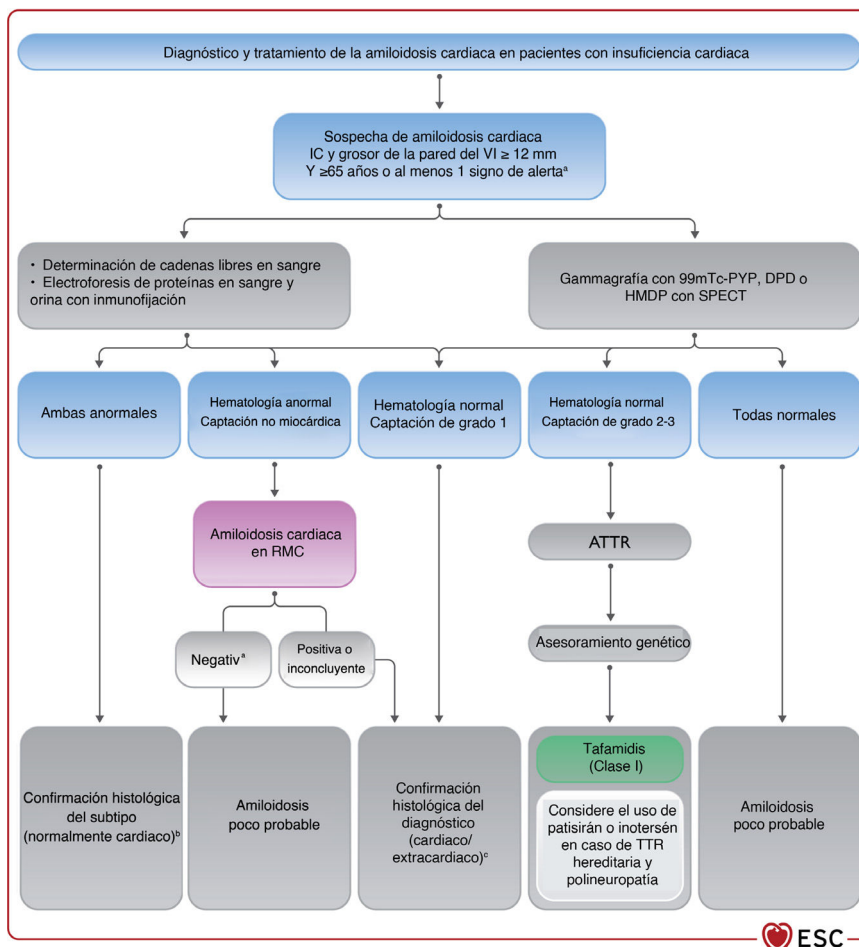 Diagnóstico y tratamiento de la amiloidosis cardiaca en pacientes con insuficiencia cardiaca
Sospecha de amiloidosis cardiaca
IC y grosor de la pared del VI ≥ 12 mm
Y ≥65 años o al menos 1 signo de alertaᵃ
• Determinación de cadenas libres en sangre
• Electroforesis de proteínas en sangre y
orina con inmunofijación
Gammagrafía con 99mTc-PYP, DPD o
HMDP con SPECT
Ambas anormales
Hematología anormal
Captación no miocárdica
Hematología normal
Captación de grado 1
Hematología normal
Captación de grado 2-3
Todas normales
Amiloidosis cardiaca
en RMC
ATTR
Negativᵃ
Positiva o
inconcluyente
Asesoramiento genético
Confirmación histológica
del subtipo
(normalmente cardiaco)ᵇ
Amiloidosis
poco probable
Confirmación
histológica del
diagnóstico
(cardiaco/
extracardiaco)ᶜ
Tafamidis
(Clase I)
Considere el uso de
patisirán o inotersén
en caso de TTR
hereditaria y
polineuropatía
Amiloidosis
poco probable
ESC